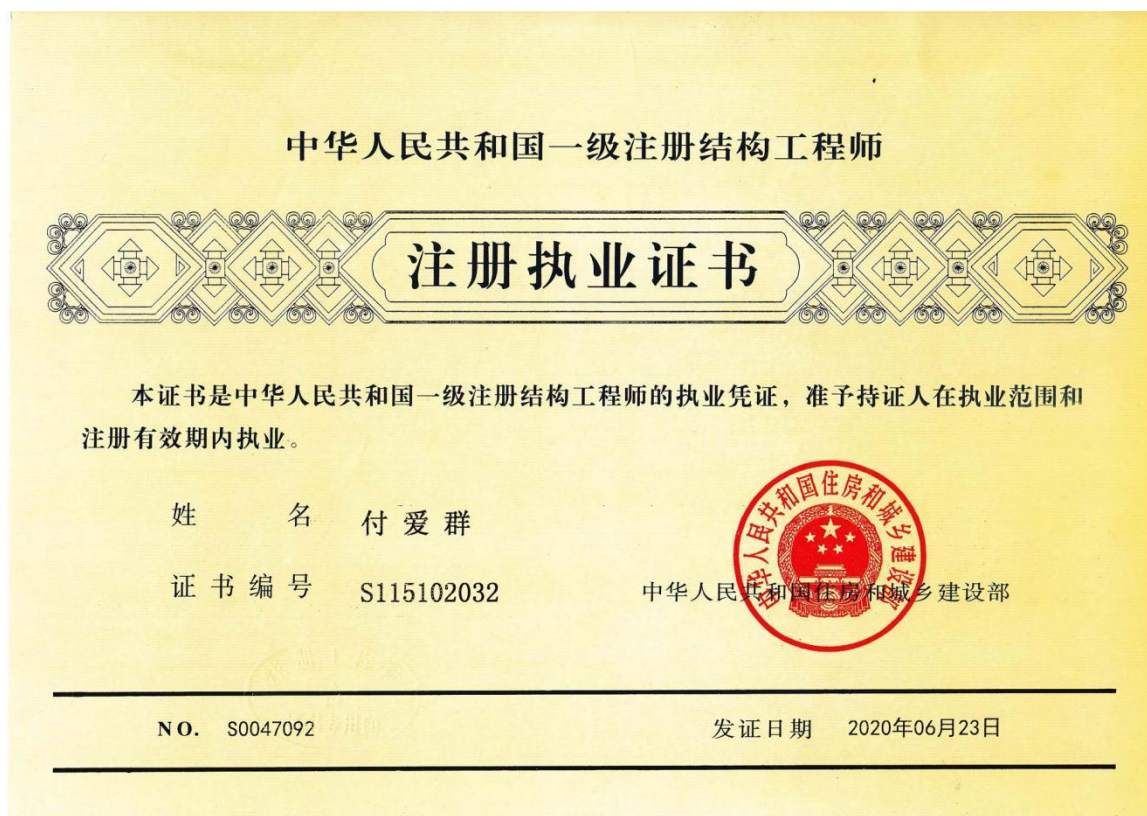 中华人民共和国一级注册结构工程师
注册执业证书
本证书是中华人民共和国一级注册结构工程师的执业凭证，准予持证人在执业范围和
注册有效期内执业。
姓 名 付爱群
证书编号 S115102032
中华人民共和国住房和城乡建设部
中华人民共和国住房和城乡建设部
NO. S0047092
发证日期 2020年06月23日